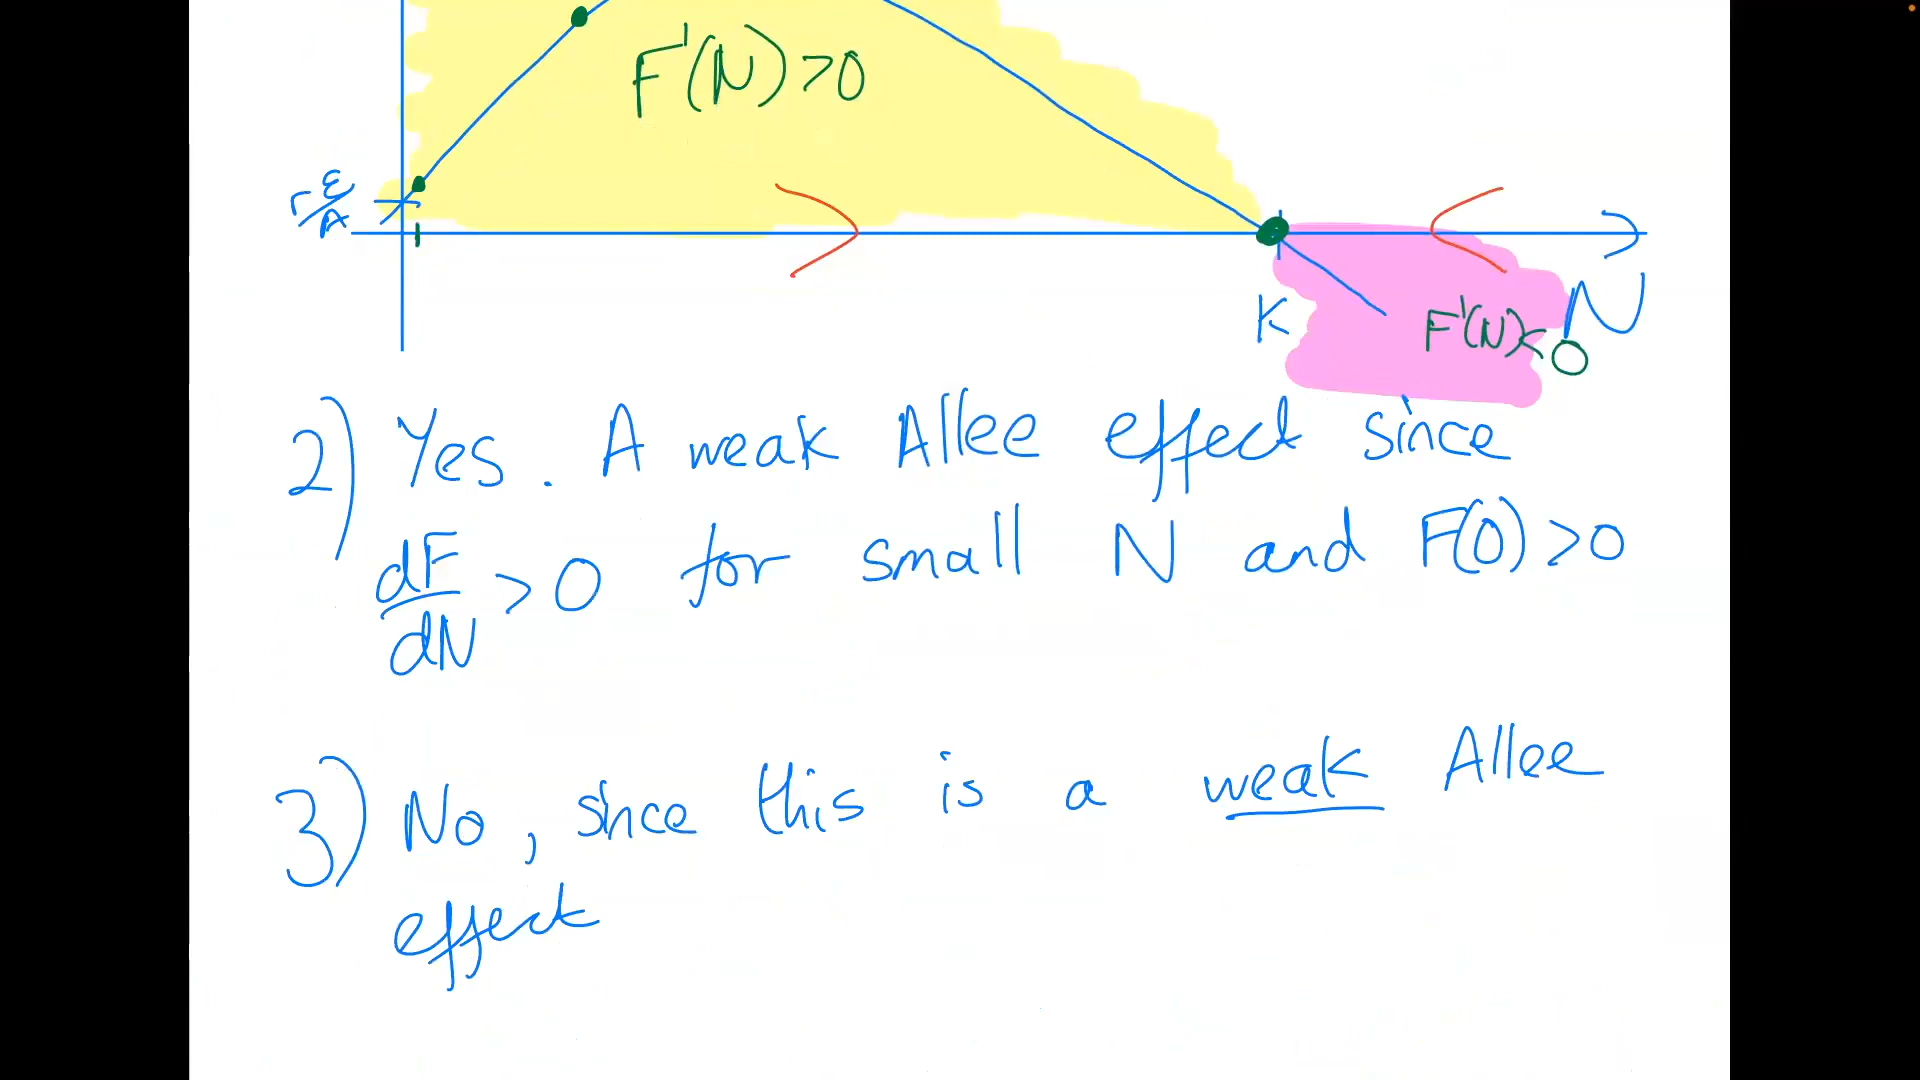 F'(N)>0
rε/A
K
F'(N)<0
N
2) Yes. A weak Allee effect since
dF/dN > 0 for small N and F(0)>0
3) No, since this is a weak Allee
effect